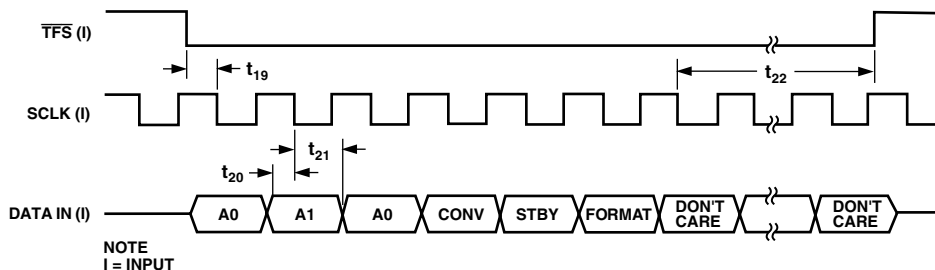 TFS (I)
t19
t22
SCLK (I)
t21
t20
DATA IN (I)
A0
A1
A0
CONV
STBY
FORMAT
DON'T
CARE
DON'T
CARE
NOTE
I = INPUT